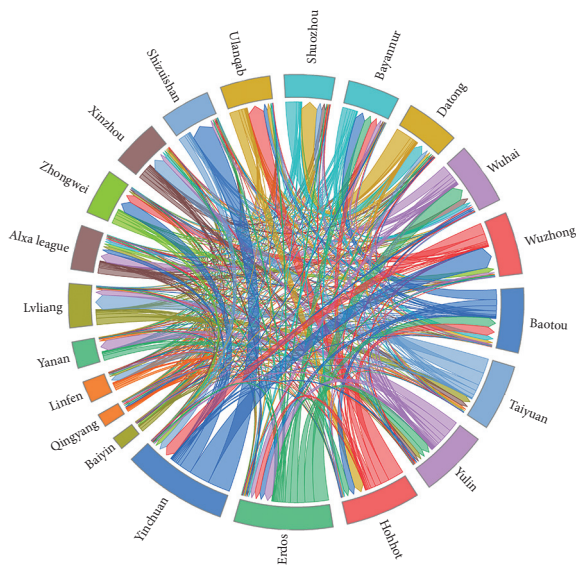 Shuozhou
Bayannur
Datong
Wuhai
Wuzhong
Baotou
Taiyuan
Yulin
Hohhot
Erdos
Yinchuan
Baiyin
Qingyang
Linfen
Yanan
Lvliang
Alxa league
Zhongwei
Xinzhou
Shizuishan
Ulanqab